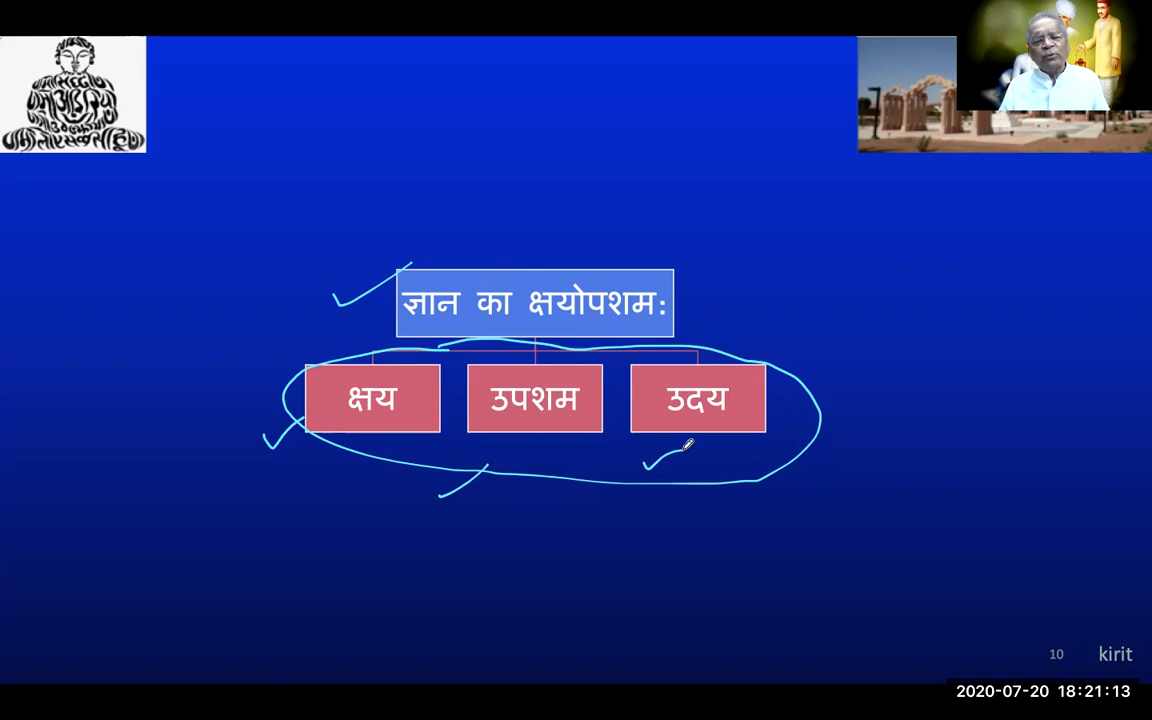 ज्ञान का क्षयोपशम:
क्षय उपशम उदय
10 kirit
2020-07-20 18:21:13